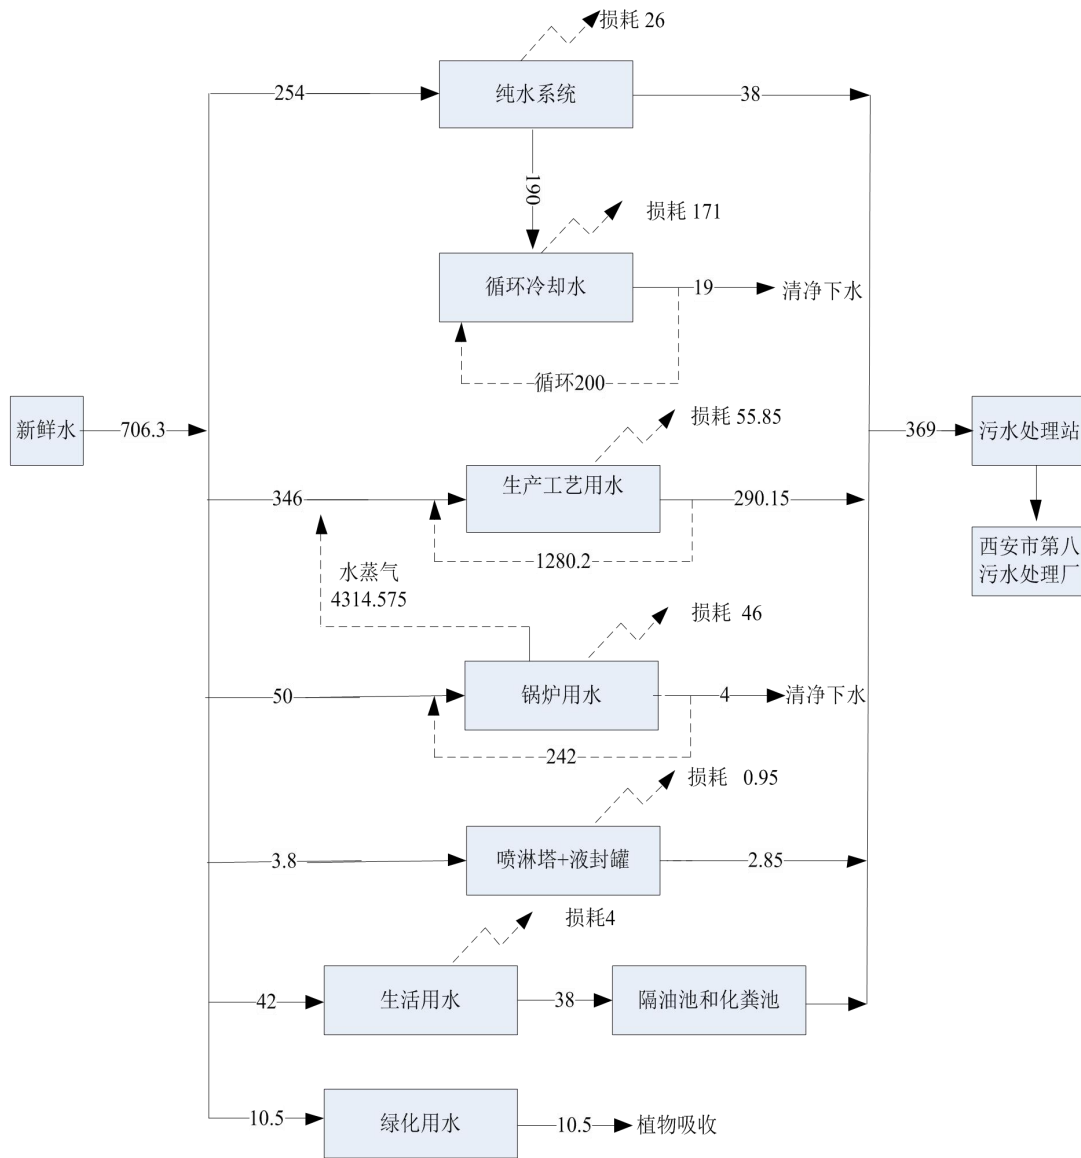 损耗 26
254
纯水系统
38
190
损耗 171
循环冷却水
19
清净下水
循环200
新鲜水
706.3
损耗 55.85
369
污水处理站
346
生产工艺用水
290.15
1280.2
水蒸气
4314.575
西安市第八
污水处理厂
损耗 46
50
锅炉用水
4
清净下水
242
损耗 0.95
3.8
喷淋塔+液封罐
2.85
损耗4
42
生活用水
38
隔油池和化粪池
10.5
绿化用水
10.5
植物吸收